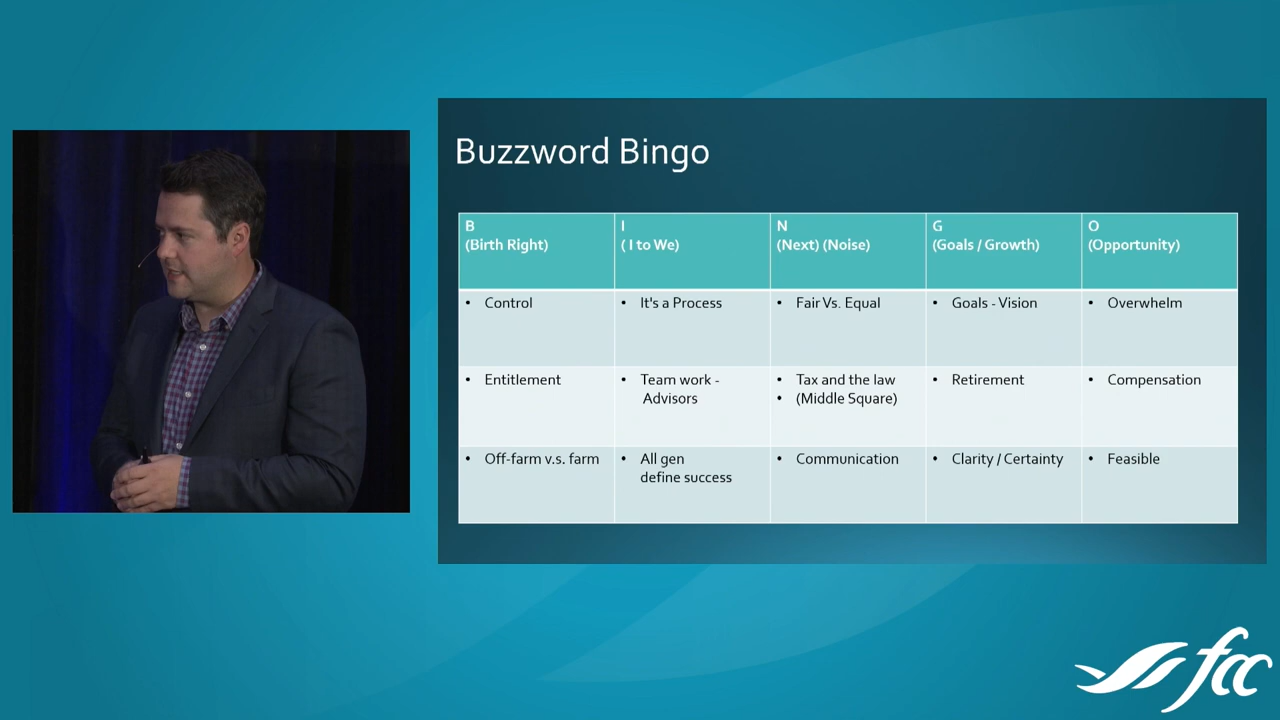 Buzzword Bingo
B
(Birth Right)
I
( I to We)
N
(Next) (Noise)
G
(Goals / Growth)
O
(Opportunity)
• Control
• It's a Process
• Fair Vs. Equal
• Goals - Vision
• Overwhelm
• Entitlement
• Team work -
Advisors
• Tax and the law
• (Middle Square)
• Retirement
• Compensation
• Off-farm v.s. farm
• All gen
define success
• Communication
• Clarity / Certainty
• Feasible
fcc